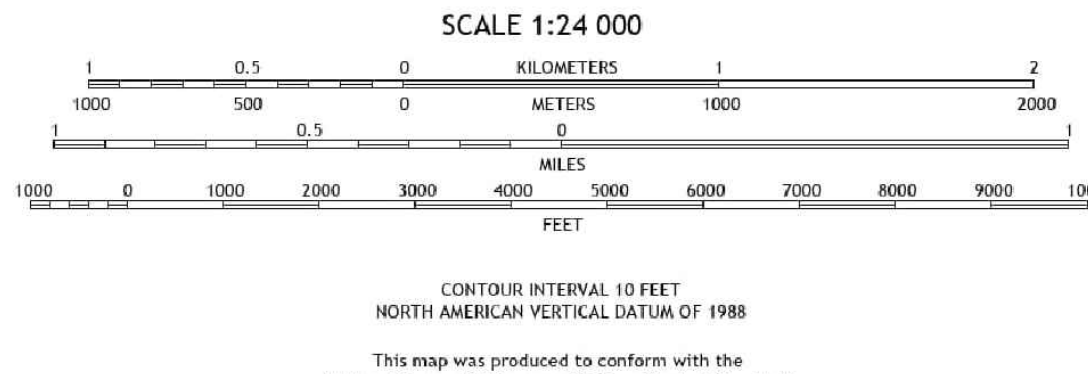 SCALE 1:24 000
1 0.5 0 KILOMETERS 1 2
1000 500 0 METERS 1000 2000
1 0.5 0 1
MILES
1000 0 1000 2000 3000 4000 5000 6000 7000 8000 9000
FEET
CONTOUR INTERVAL 10 FEET
NORTH AMERICAN VERTICAL DATUM OF 1988
This map was produced to conform with the